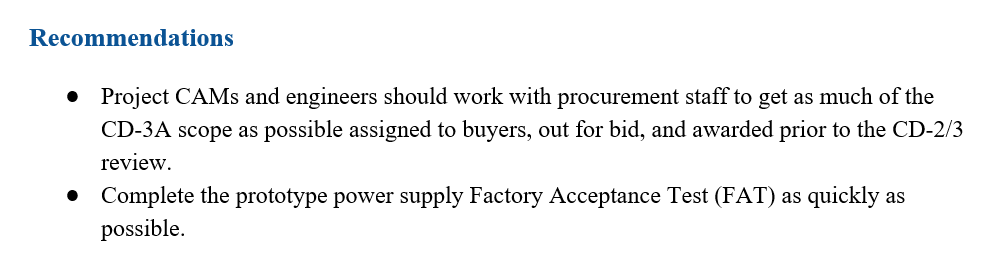 Recommendations
● Project CAMs and engineers should work with procurement staff to get as much of the
CD-3A scope as possible assigned to buyers, out for bid, and awarded prior to the CD-2/3
review.
● Complete the prototype power supply Factory Acceptance Test (FAT) as quickly as
possible.